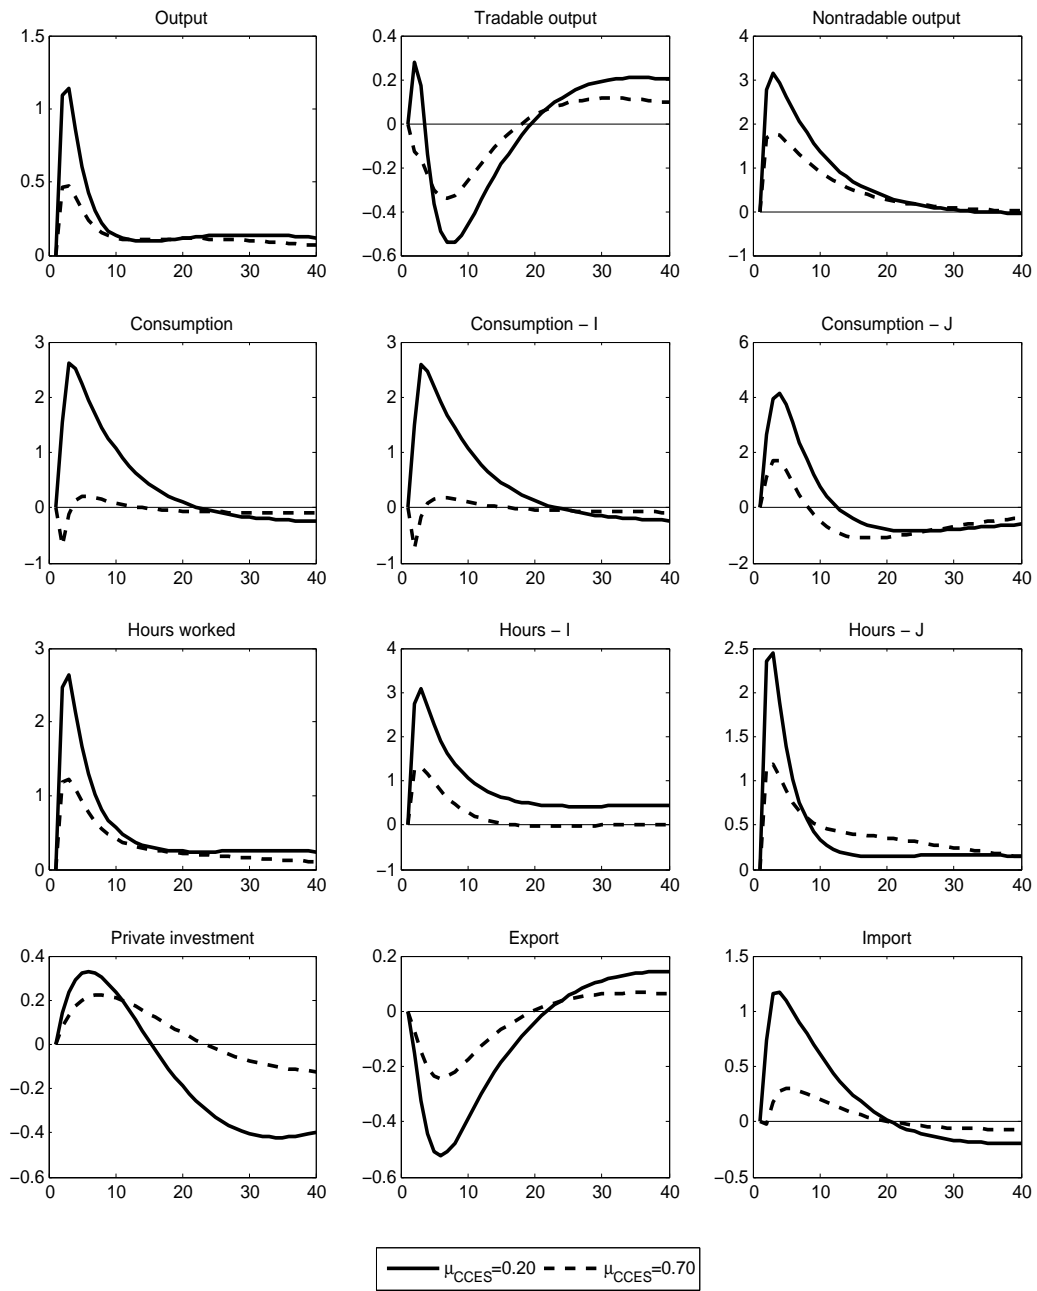 Output
Tradable output
Nontradable output
1.5
1
0.5
0
0 10 20 30 40
0.4
0.2
0
−0.2
−0.4
−0.6
0 10 20 30 40
4
3
2
1
0
−1
0 10 20 30 40
Consumption
Consumption − I
Consumption − J
3
2
1
0
−1
0 10 20 30 40
3
2
1
0
−1
0 10 20 30 40
6
4
2
0
−2
0 10 20 30 40
Hours worked
Hours − I
Hours − J
3
2
1
0
0 10 20 30 40
4
3
2
1
0
−1
0 10 20 30 40
2.5
2
1.5
1
0.5
0
0 10 20 30 40
Private investment
Export
Import
0.4
0.2
0
−0.2
−0.4
−0.6
0 10 20 30 40
0.2
0
−0.2
−0.4
−0.6
0 10 20 30 40
1.5
1
0.5
0
−0.5
0 10 20 30 40
μCCES=0.20 μCCES=0.70